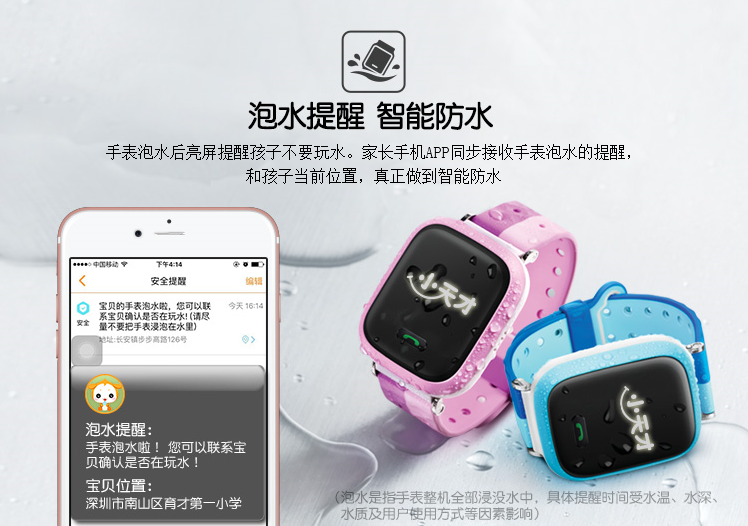 泡水提醒 智能防水
手表泡水后亮屏提醒孩子不要玩水。家长手机APP同步接收手表泡水的提醒，
和孩子当前位置，真正做到智能防水
中国移动 下午4:14
安全提醒 编辑
宝贝的手表泡水啦，您可以联 今天 16:14
系宝贝确认是否在玩水!(请尽
安全 量不要把手表浸泡在水里)
地址:长安镇步步高路126号
泡水提醒：
手表泡水啦！ 您可以联系宝
贝确认是否在玩水！
宝贝位置：
深圳市南山区育才第一小学
小天才
小天才
（泡水是指手表整机全部浸没水中，具体提醒时间受水温、水深、
水质及用户使用方式等因素影响）